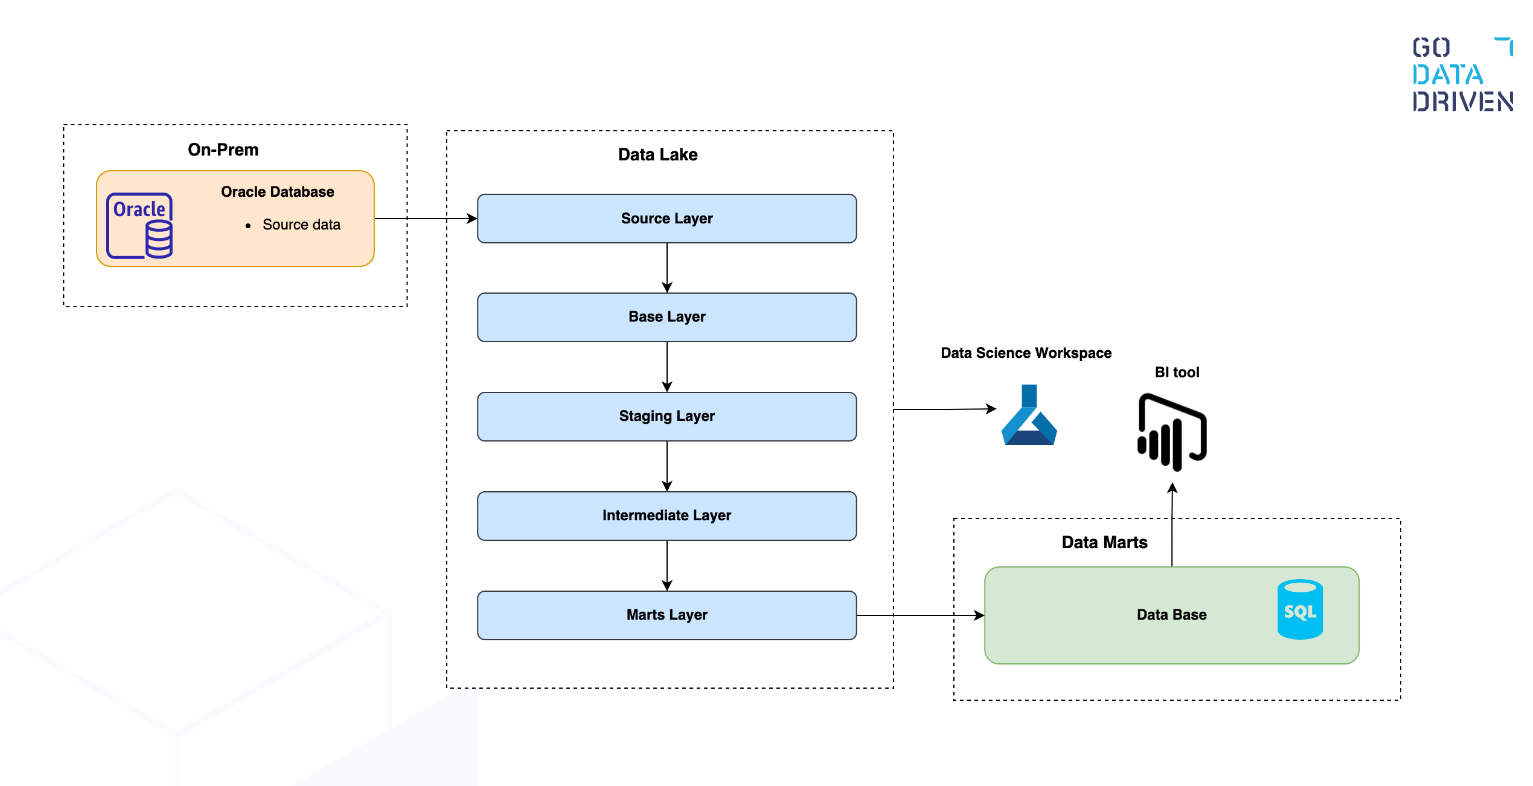 GO
DATA
DRIVEN
On-Prem
Oracle Database
Oracle
• Source data
Data Lake
Source Layer
Base Layer
Staging Layer
Intermediate Layer
Marts Layer
Data Science Workspace
BI tool
Data Marts
Data Base
SQL